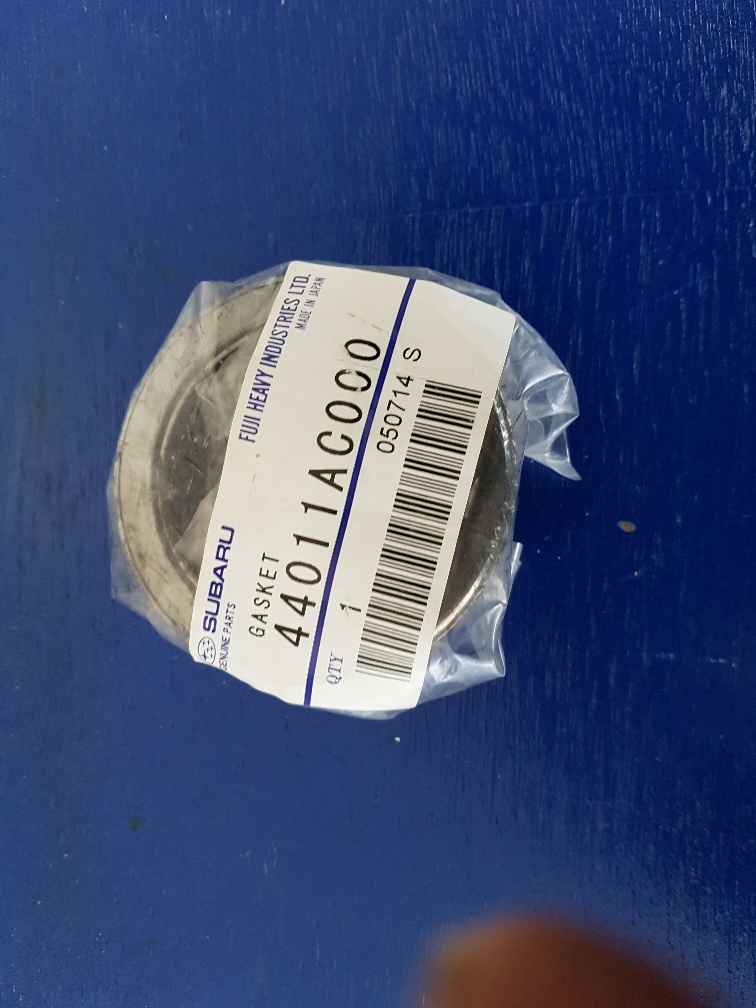 SUBARU
GENUINE PARTS
FUJI HEAVY INDUSTRIES LTD.
MADE IN JAPAN
GASKET
44011AC000
QTY 1
050714 S